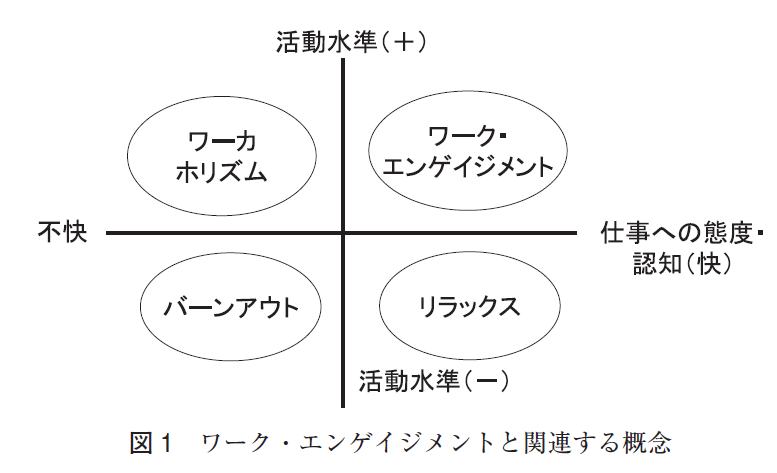 活動水準(＋)
ワーカ
ホリズム
ワーク・
エンゲイジメント
不快
仕事への態度・
認知(快)
バーンアウト
リラックス
活動水準(－)
図1　ワーク・エンゲイジメントと関連する概念